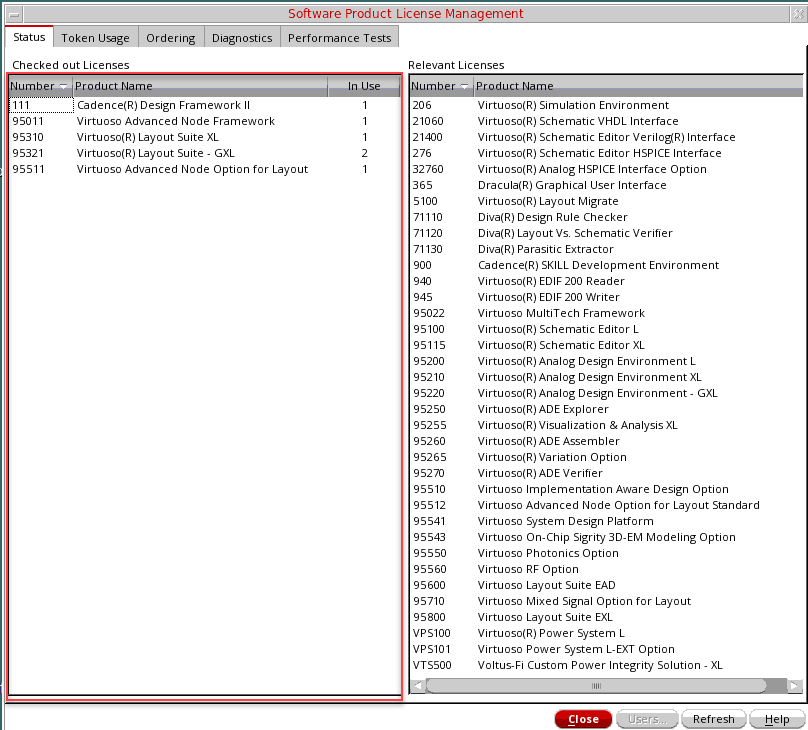 Software Product License Management
Status Token Usage Ordering Diagnostics Performance Tests
Checked out Licenses
Number Product Name In Use
111 Cadence(R) Design Framework II 1
95011 Virtuoso Advanced Node Framework 1
95310 Virtuoso(R) Layout Suite XL 1
95321 Virtuoso(R) Layout Suite - GXL 2
95511 Virtuoso Advanced Node Option for Layout 1
Relevant Licenses
Number Product Name
206 Virtuoso(R) Simulation Environment
21060 Virtuoso(R) Schematic VHDL Interface
21400 Virtuoso(R) Schematic Editor Verilog(R) Interface
276 Virtuoso(R) Schematic Editor HSPICE Interface
32760 Virtuoso(R) Analog HSPICE Interface Option
365 Dracula(R) Graphical User Interface
5100 Virtuoso(R) Layout Migrate
71110 Diva(R) Design Rule Checker
71120 Diva(R) Layout Vs. Schematic Verifier
71130 Diva(R) Parasitic Extractor
900 Cadence(R) SKILL Development Environment
940 Virtuoso(R) EDIF 200 Reader
945 Virtuoso(R) EDIF 200 Writer
95022 Virtuoso MultiTech Framework
95100 Virtuoso(R) Schematic Editor L
95115 Virtuoso(R) Schematic Editor XL
95200 Virtuoso(R) Analog Design Environment L
95210 Virtuoso(R) Analog Design Environment XL
95220 Virtuoso(R) Analog Design Environment - GXL
95250 Virtuoso(R) ADE Explorer
95255 Virtuoso(R) Visualization & Analysis XL
95260 Virtuoso(R) ADE Assembler
95265 Virtuoso(R) Variation Option
95270 Virtuoso(R) ADE Verifier
95510 Virtuoso Implementation Aware Design Option
95512 Virtuoso Advanced Node Option for Layout Standard
95541 Virtuoso System Design Platform
95543 Virtuoso On-Chip Sigrity 3D-EM Modeling Option
95550 Virtuoso Photonics Option
95560 Virtuoso RF Option
95600 Virtuoso Layout Suite EAD
95710 Virtuoso Mixed Signal Option for Layout
95800 Virtuoso Layout Suite EXL
VPS100 Virtuoso(R) Power System L
VPS101 Virtuoso Power System L-EXT Option
VTS500 Voltus-Fi Custom Power Integrity Solution - XL
Close Users... Refresh Help